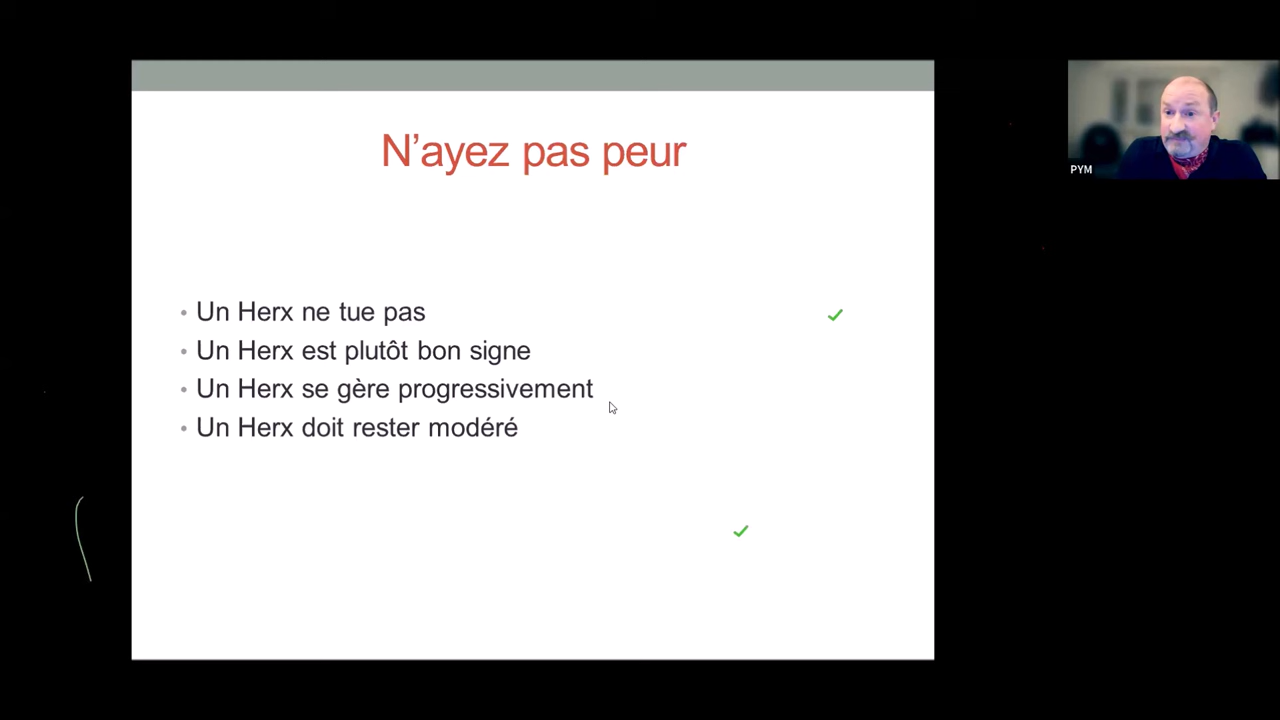 N'ayez pas peur
PYM
• Un Herx ne tue pas
• Un Herx est plutôt bon signe
• Un Herx se gère progressivement
• Un Herx doit rester modéré